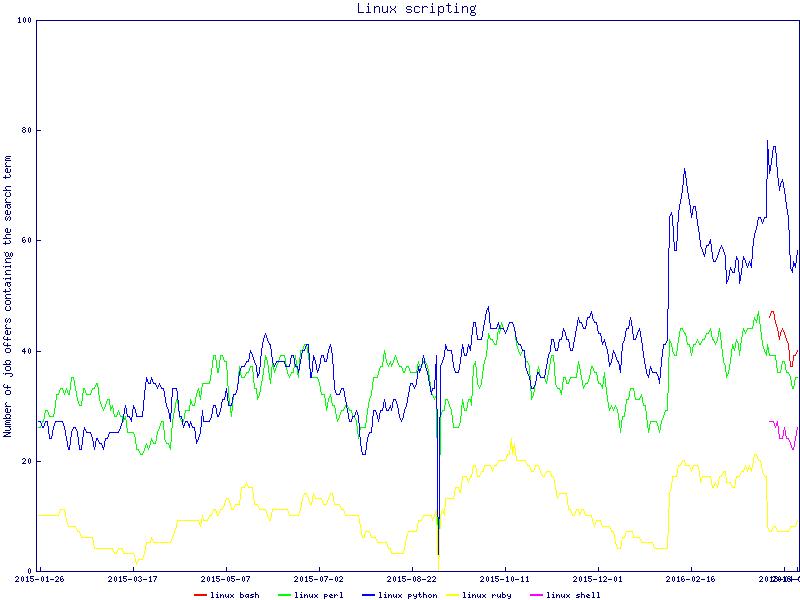 Linux scripting
100
80
60
40
20
0
Number of job offers containing the search term
2015-01-26 2015-03-17 2015-05-07 2015-07-02 2015-08-22 2015-10-11 2015-12-01 2016-02-16
linux bash linux perl linux python linux ruby linux shell